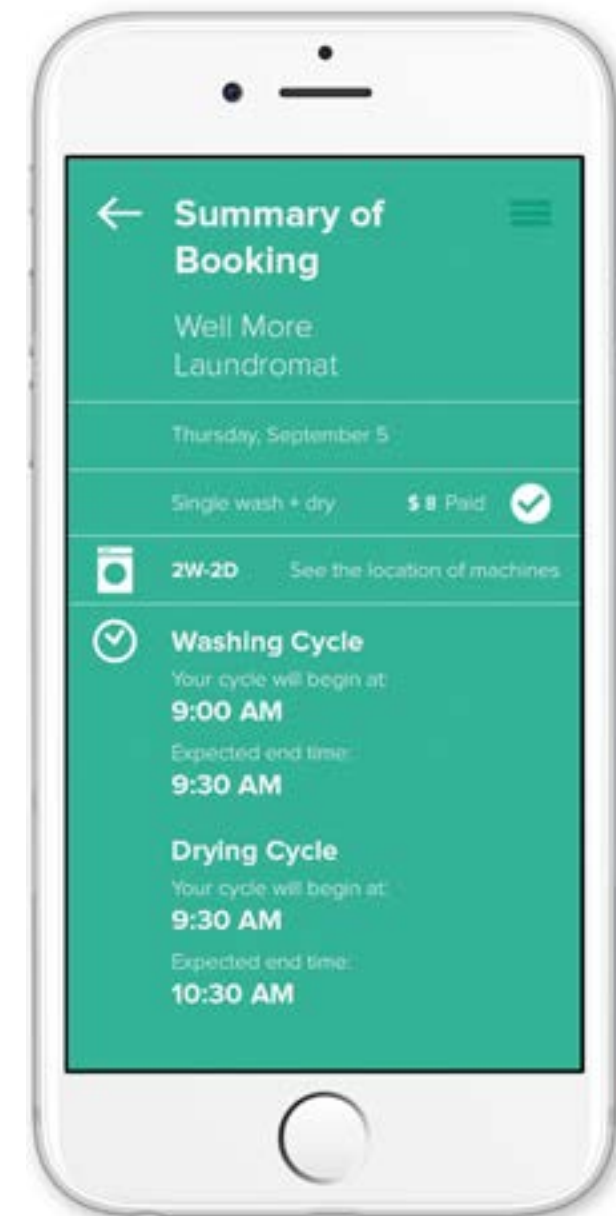 Summary of
Booking
Well More
Laundromat
Thursday, September 5
Single wash + dry $ 8 Paid
2W-2D See the location of machines
Washing Cycle
Your cycle will begin at:
9:00 AM
Expected end time:
9:30 AM
Drying Cycle
Your cycle will begin at:
9:30 AM
Expected end time:
10:30 AM